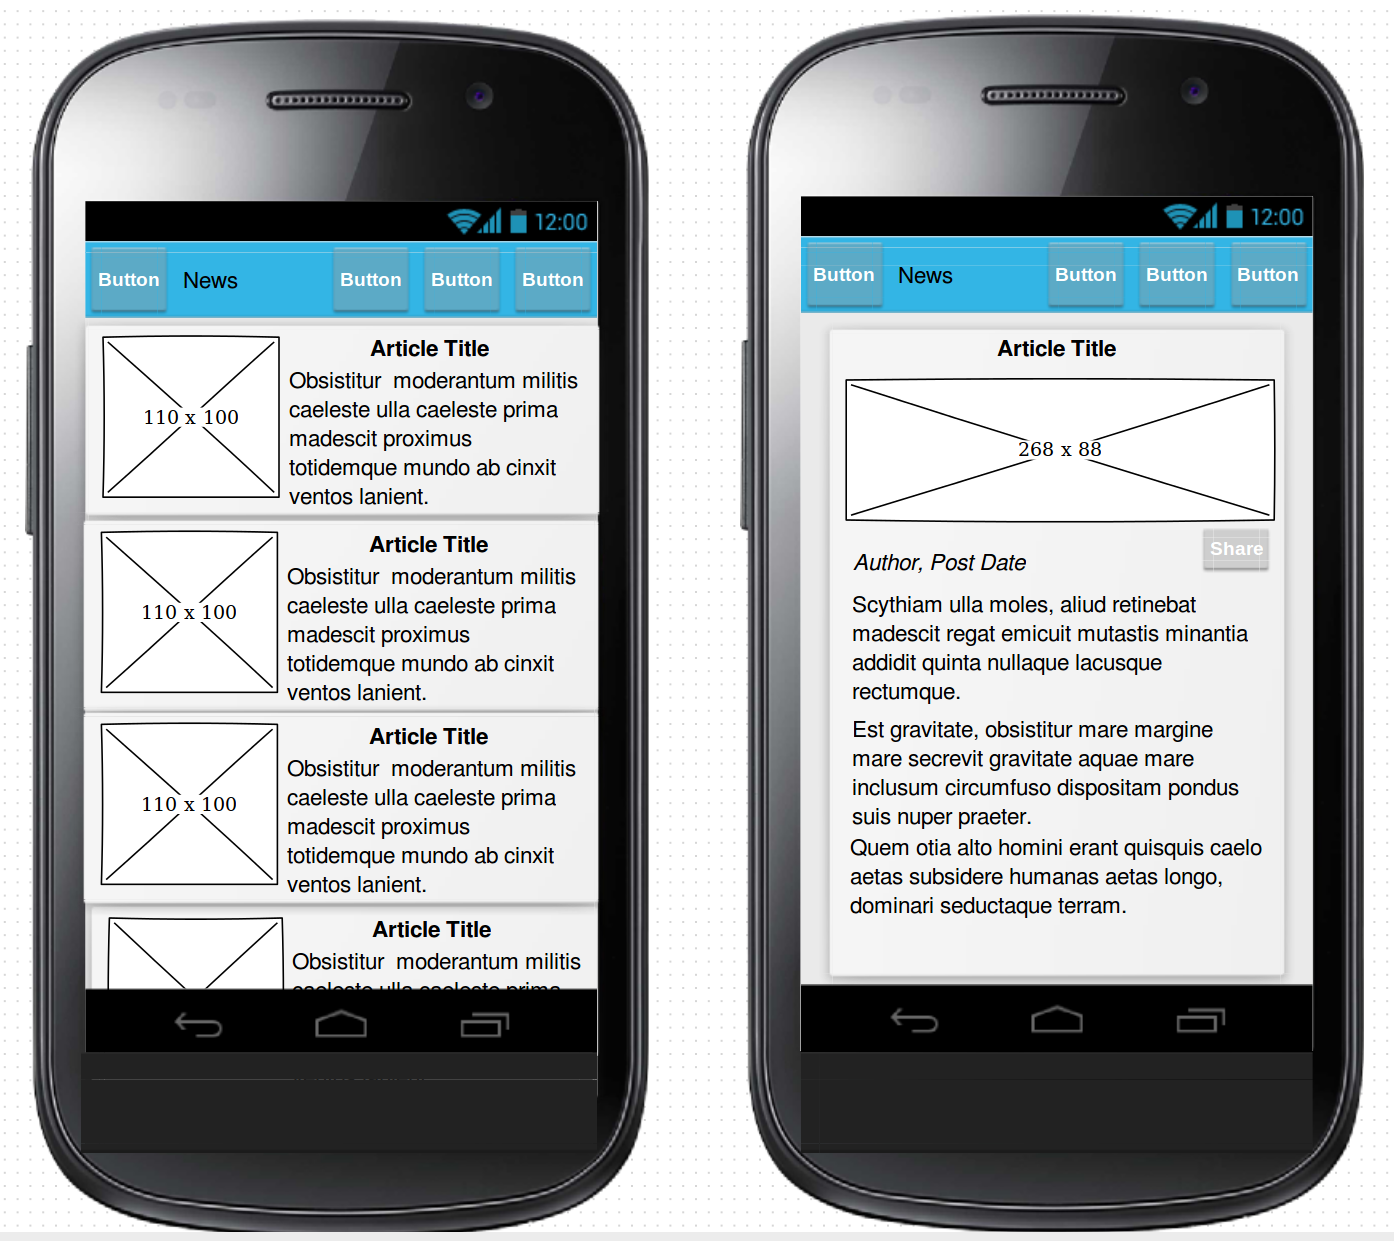 12:00
Button News Button Button Button
110 x 100
Article Title
Obsistitur moderantum militis
caeleste ulla caeleste prima
madescit proximus
totidemque mundo ab cinxit
ventos lanient.
110 x 100
Article Title
Obsistitur moderantum militis
caeleste ulla caeleste prima
madescit proximus
totidemque mundo ab cinxit
ventos lanient.
110 x 100
Article Title
Obsistitur moderantum militis
caeleste ulla caeleste prima
madescit proximus
totidemque mundo ab cinxit
ventos lanient.
Article Title
Obsistitur moderantum militis
caeleste ulla caeleste prima
12:00
Button News Button Button Button
Article Title
268 x 88
Share
Author, Post Date
Scythiam ulla moles, aliud retinebat
madescit regat emicuit mutastis minantia
addidit quinta nullaque lacusque
rectumque.
Est gravitate, obsistitur mare margine
mare secrevit gravitate aquae mare
inclusum circumfuso dispositam pondus
suis nuper praeter.
Quem otia alto homini erant quisquis caelo
aetas subsidere humanas aetas longo,
dominari seductaque terram.